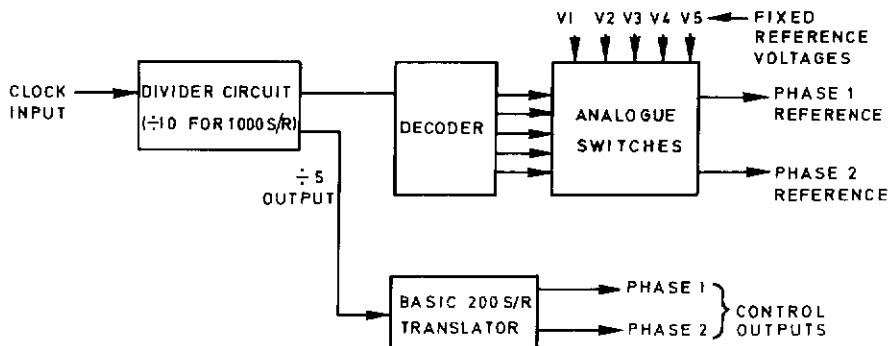 V1 V2 V3 V4 V5
FIXED
REFERENCE
VOLTAGES
CLOCK
INPUT
DIVIDER CIRCUIT
(÷10 FOR 1000 S/R)
DECODER
ANALOGUE
SWITCHES
PHASE 1
REFERENCE
PHASE 2
REFERENCE
÷5
OUTPUT
BASIC 200 S/R
TRANSLATOR
PHASE 1
PHASE 2
CONTROL
OUTPUTS